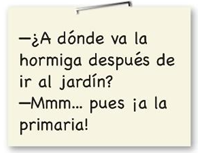 —¿A dónde va la
hormiga después de
ir al jardín?
—Mmm... pues ¡a la
primaria!